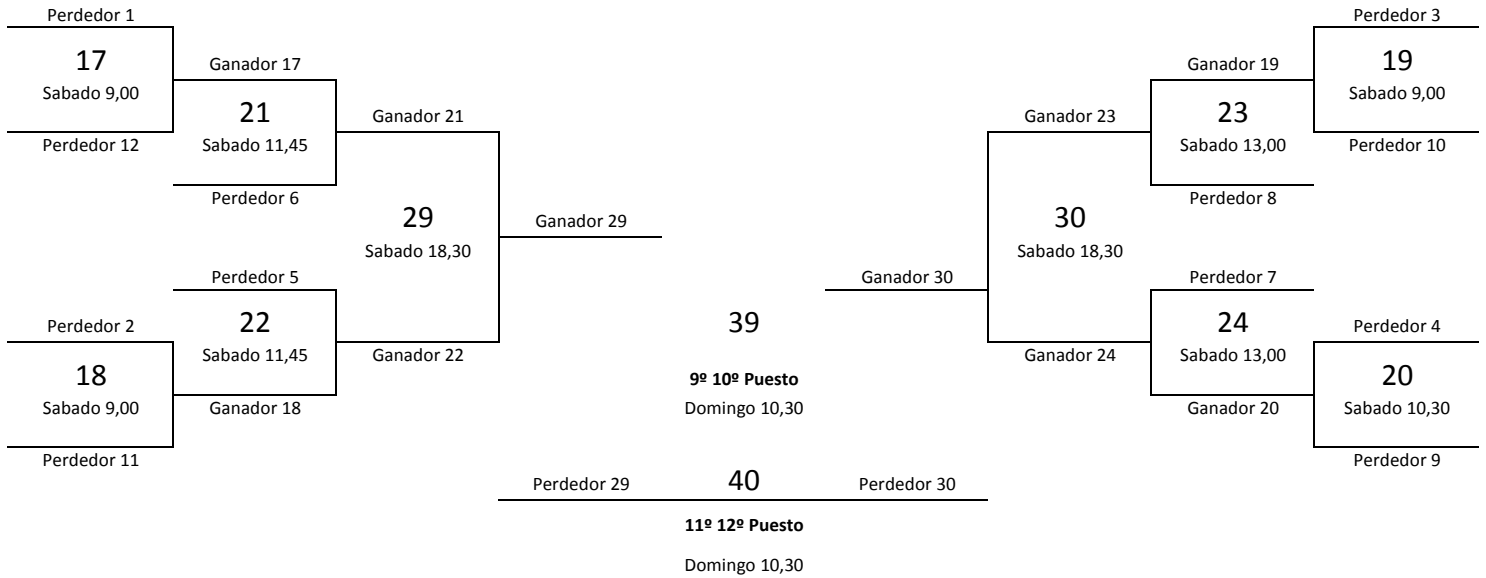 Perdedor 1
Perdedor 3
17
Ganador 17
Ganador 19
19
Sabado 9,00
Sabado 9,00
21
Ganador 21
Ganador 23
23
Perdedor 12
Sabado 11,45
Sabado 13,00
Perdedor 10
Perdedor 6
Perdedor 8
29
Ganador 29
30
Sabado 18,30
Sabado 18,30
Perdedor 5
Ganador 30
Perdedor 7
Perdedor 2
22
39
24
Perdedor 4
Sabado 11,45
Ganador 22
Ganador 24
Sabado 13,00
18
9º 10º Puesto
20
Sabado 9,00
Ganador 18
Domingo 10,30
Ganador 20
Sabado 10,30
Perdedor 11
Perdedor 9
Perdedor 29
40
Perdedor 30
11º 12º Puesto
Domingo 10,30